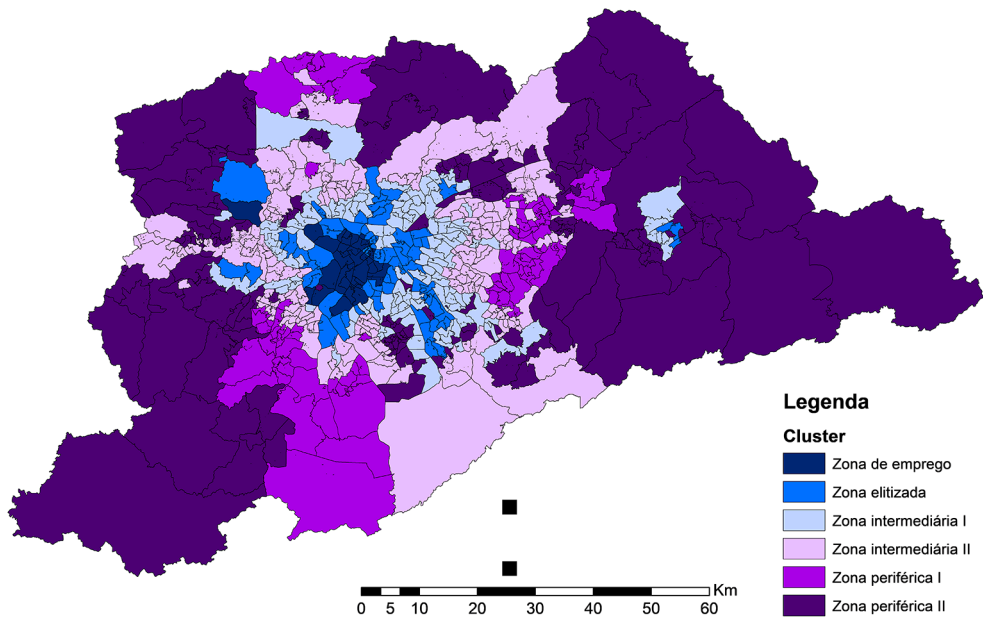 Legenda
Cluster
Zona de emprego
Zona elitizada
Zona intermediária I
Zona intermediária II
Zona periférica I
Zona periférica II
Km
0 5 10 20 30 40 50 60